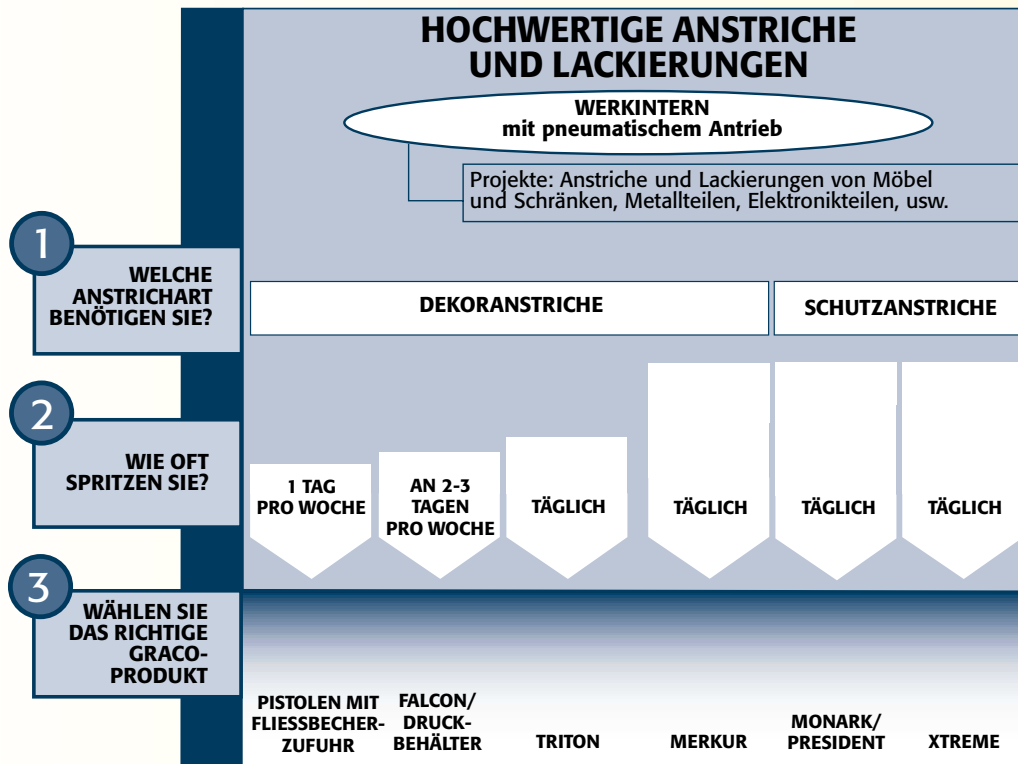 HOCHWERTIGE ANSTRICHE
UND LACKIERUNGEN
WERKINTERN
mit pneumatischem Antrieb
Projekte: Anstriche und Lackierungen von Möbel
und Schränken, Metallteilen, Elektronikteilen, usw.
1
WELCHE
ANSTRICHART
BENÖTIGEN SIE?
DEKORANSTRICHE
SCHUTZANSTRICHE
2
WIE OFT
SPRITZEN SIE?
1 TAG
PRO WOCHE
AN 2-3
TAGEN
PRO WOCHE
TÄGLICH
TÄGLICH
TÄGLICH
TÄGLICH
3
WÄHLEN SIE
DAS RICHTIGE
GRACO-
PRODUKT
PISTOLEN MIT
FLIESSBECHER-
ZUFUHR
FALCON/
DRUCK-
BEHÄLTER
TRITON
MERKUR
MONARK/
PRESIDENT
XTREME